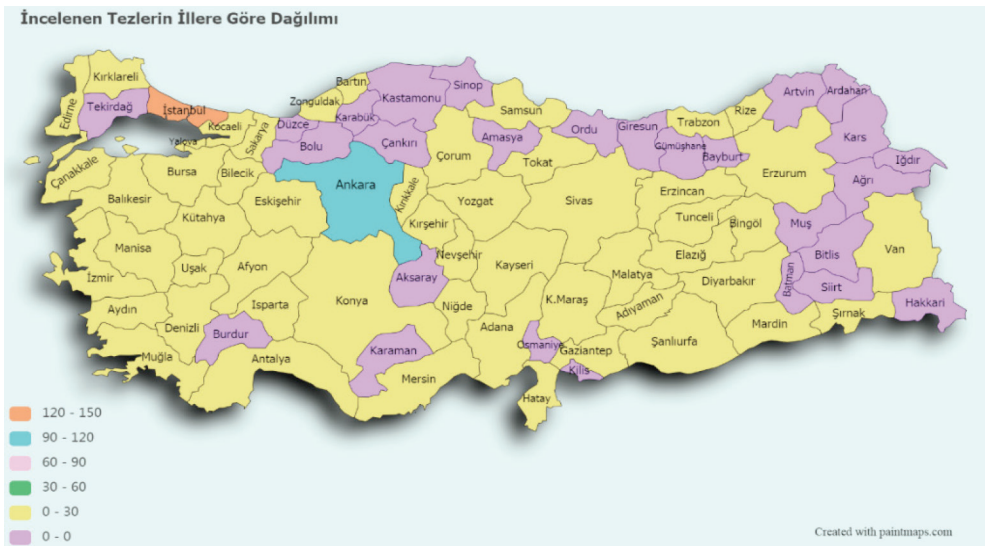 İncelenen Tezlerin İllere Göre Dağılımı
Kırklareli
Edirne
Tekirdağ
İstanbul
Kocaeli
Yalova
Sakarya
Düzce
Bolu
Zonguldak
Bartın
Karabük
Kastamonu
Sinop
Çankırı
Samsun
Amasya
Çorum
Tokat
Ordu
Giresun
Gümüşhane
Bayburt
Trabzon
Rize
Artvin
Ardahan
Kars
Iğdır
Ağrı
Erzurum
Erzincan
Sivas
Yozgat
Kırıkkale
Ankara
Kırşehir
Eskişehir
Bilecik
Bursa
Çanakkale
Balıkesir
Kütahya
Manisa
Uşak
Afyon
İzmir
Aydın
Denizli
Isparta
Burdur
Muğla
Antalya
Konya
Aksaray
Nevşehir
Niğde
Kayseri
Karaman
Mersin
Adana
Osmaniye
Hatay
Kilis
Gaziantep
K.Maraş
Malatya
Adıyaman
Şanlıurfa
Diyarbakır
Elazığ
Tunceli
Bingöl
Muş
Bitlis
Van
Batman
Siirt
Mardin
Şırnak
Hakkari
120 - 150
90 - 120
60 - 90
30 - 60
0 - 30
0 - 0
Created with paintmaps.com